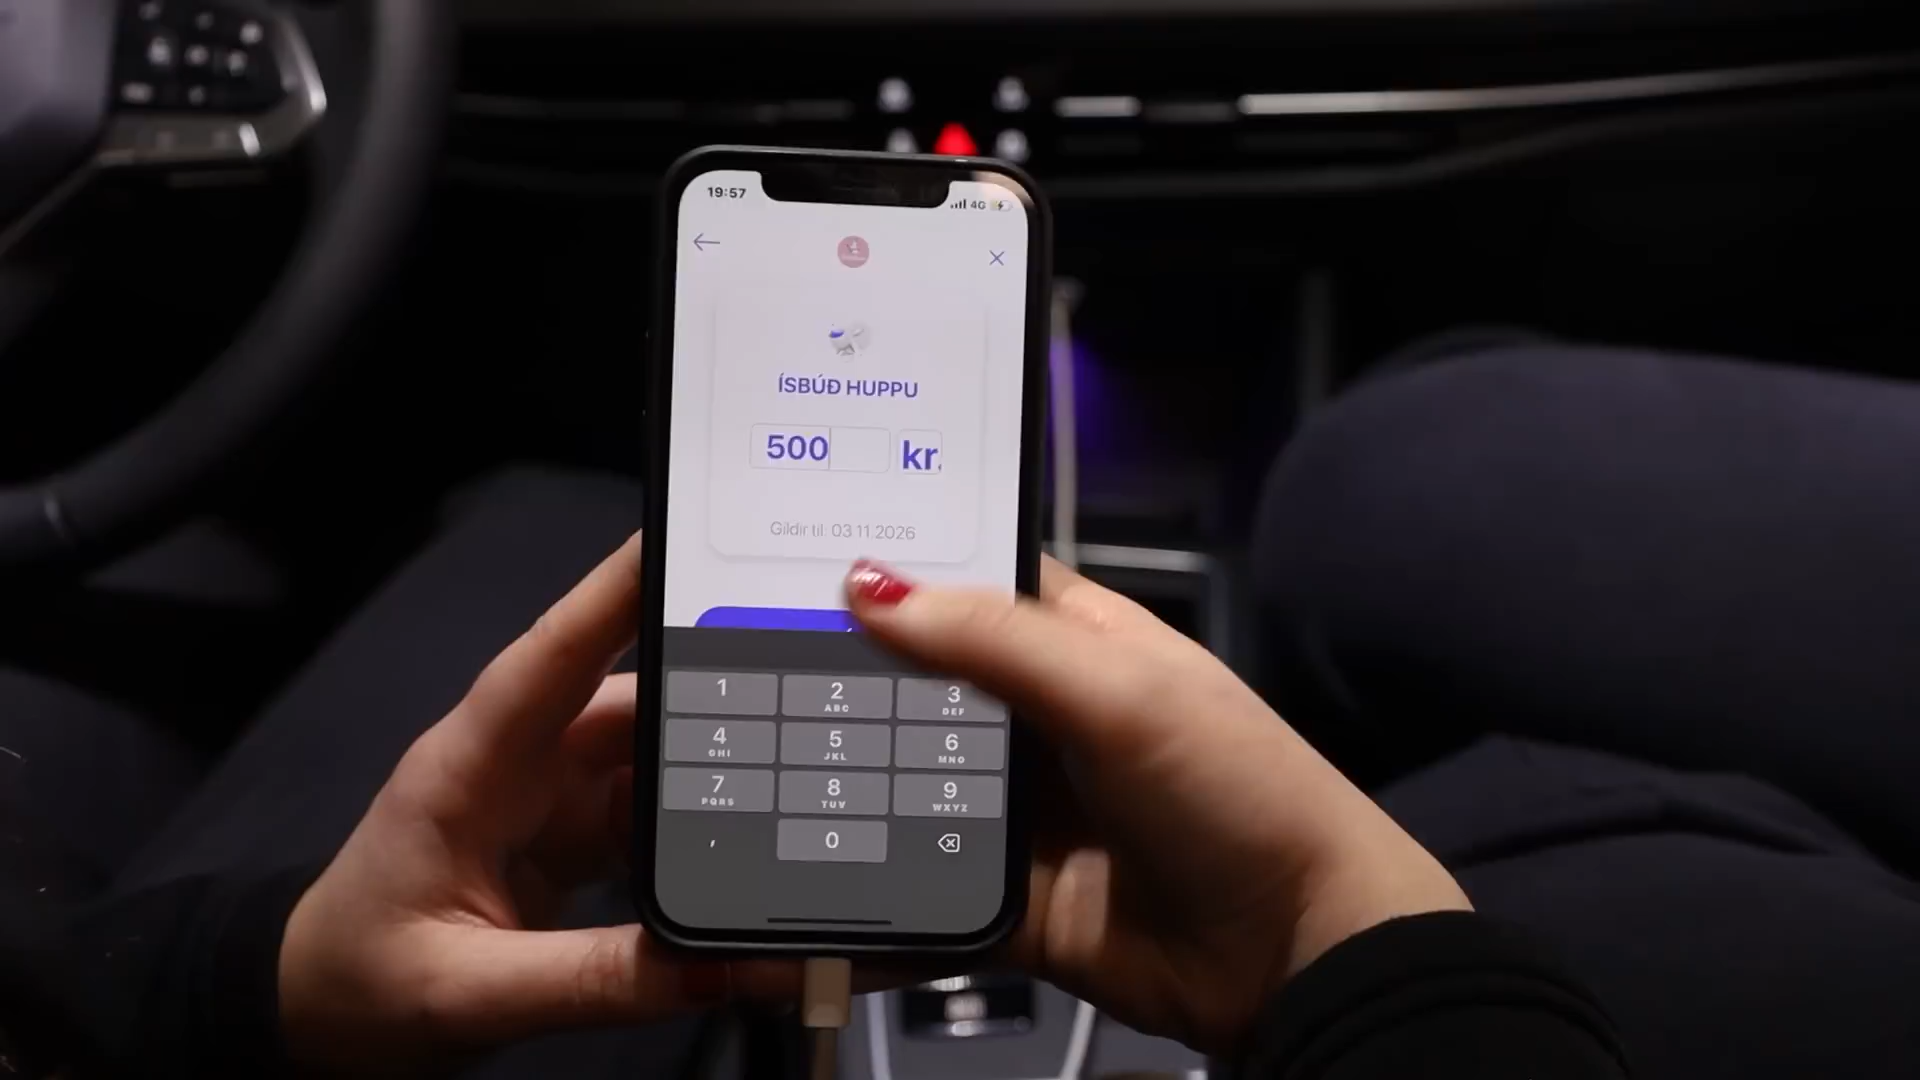 19:57
4G
ÍSBÚÐ HUPPU
500
kr.
Gildir til: 03.11.2026
1
2
ABC
3
DEF
4
GHI
5
JKL
6
MNO
7
PQRS
8
TUV
9
WXYZ
,
0